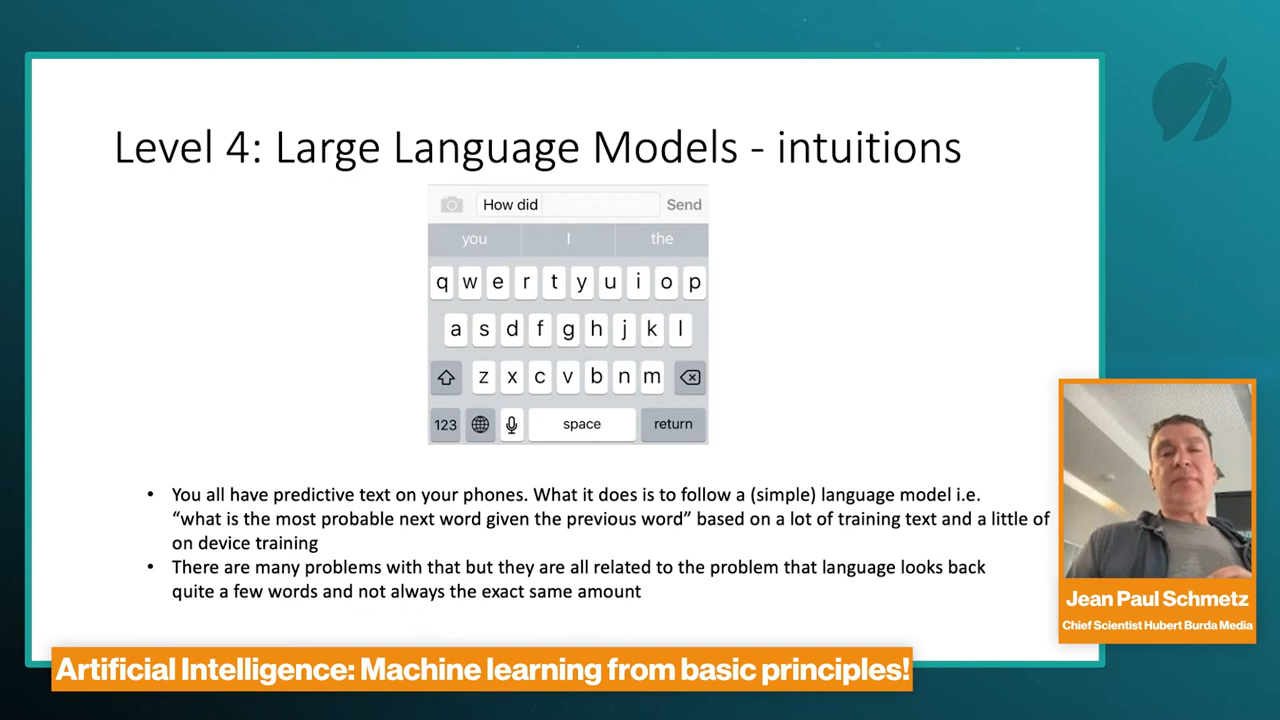 Level 4: Large Language Models - intuitions
How did
Send
you
I
the
q w e r t y u i o p
a s d f g h j k l
z x c v b n m
123
space
return
• You all have predictive text on your phones. What it does is to follow a (simple) language model i.e.
“what is the most probable next word given the previous word” based on a lot of training text and a little of
on device training
• There are many problems with that but they are all related to the problem that language looks back
quite a few words and not always the exact same amount
Jean Paul Schmetz
Chief Scientist Hubert Burda Media
Artificial Intelligence: Machine learning from basic principles!